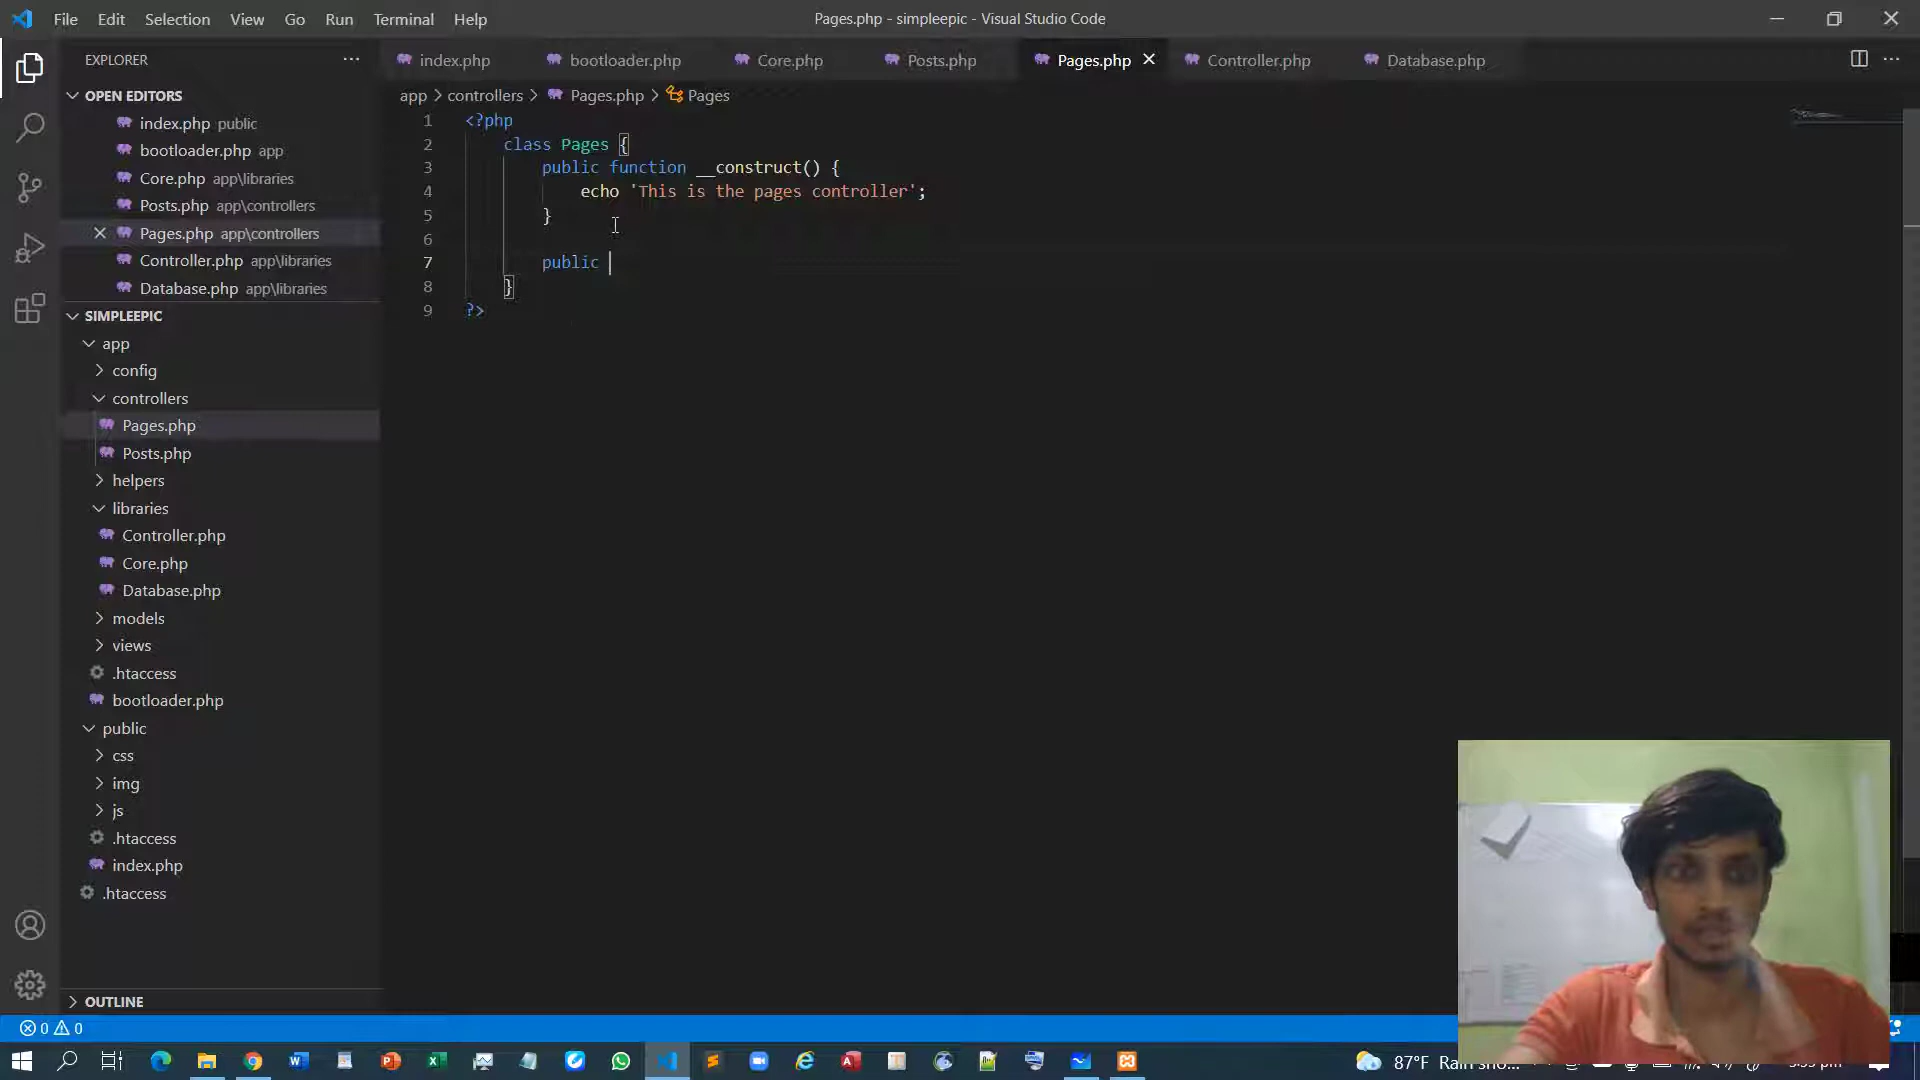 File Edit Selection View Go Run Terminal Help
Pages.php - simpleepic - Visual Studio Code
EXPLORER
OPEN EDITORS
index.php public
bootloader.php app
Core.php app\libraries
Posts.php app\controllers
Pages.php app\controllers
Controller.php app\libraries
Database.php app\libraries
SIMPLEEPIC
app
config
controllers
Pages.php
Posts.php
helpers
libraries
Controller.php
Core.php
Database.php
models
views
.htaccess
bootloader.php
public
css
img
js
.htaccess
index.php
.htaccess
OUTLINE
index.php bootloader.php Core.php Posts.php Pages.php Controller.php Database.php
app > controllers > Pages.php > Pages
1 <?php
2 class Pages {
3 public function __construct() {
4 echo 'This is the pages controller';
5 }
6
7 public
8 }
9 ?>
0 0
87°F Rain sho...